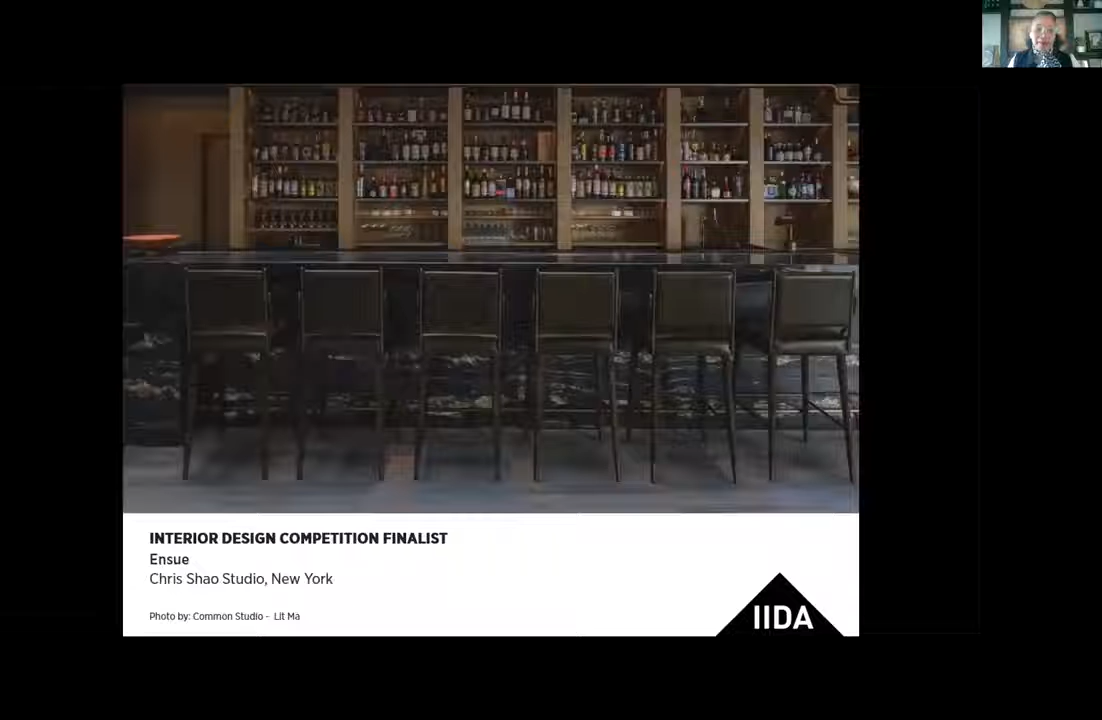 INTERIOR DESIGN COMPETITION FINALIST
Ensue
Chris Shao Studio, New York
Photo by: Common Studio - Lit Ma
IIDA